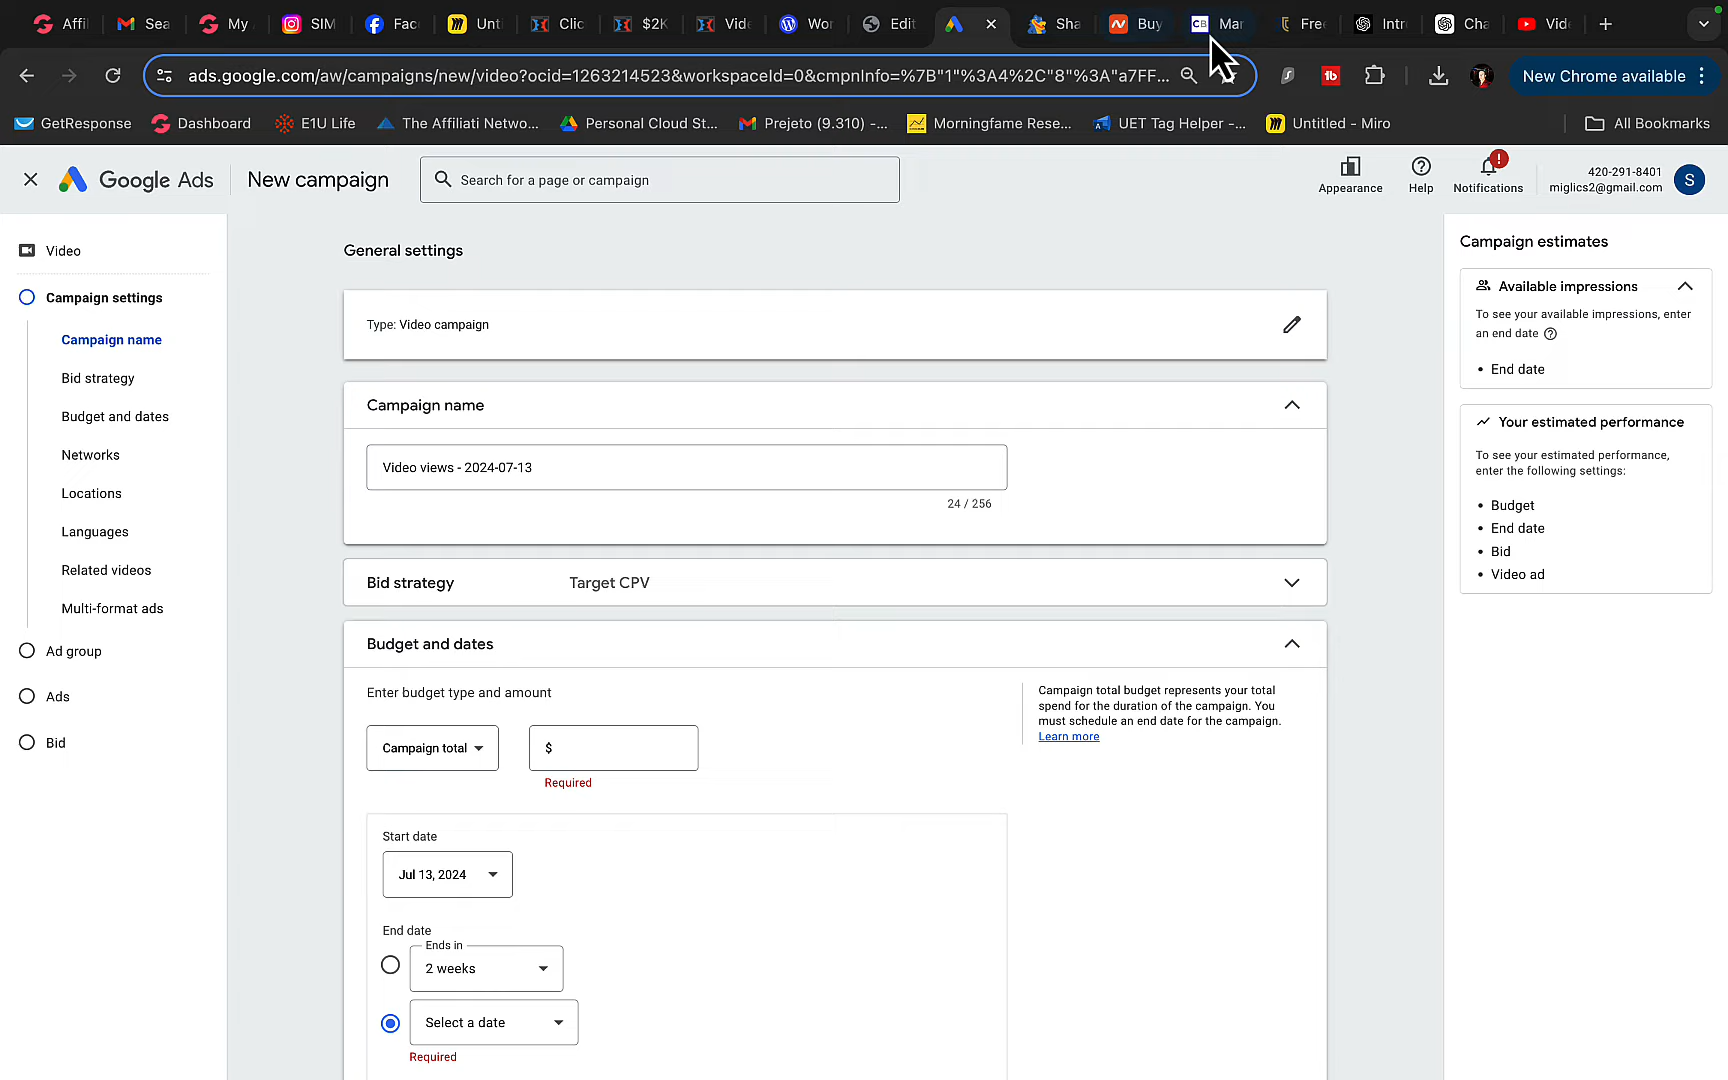 Affil
Sea
My
SIM
Fac
Unti
Clic
$2K
Vide
Wor
Edit
Sha
Buy
CB Mar
Free
Intr
Cha
Vide
ads.google.com/aw/campaigns/new/video?ocid=1263214523&workspaceId=0&cmpnInfo=%7B"1"%3A4%2C"8"%3A"a7FF...
New Chrome available
GetResponse
Dashboard
E1U Life
The Affiliati Netwo...
Personal Cloud St...
Prejeto (9.310) -...
Morningfame Rese...
UET Tag Helper -...
Untitled - Miro
All Bookmarks
Google Ads
New campaign
Search for a page or campaign
Appearance
Help
Notifications
420-291-8401
miglics2@gmail.com
S
Video
Campaign settings
Campaign name
Bid strategy
Budget and dates
Networks
Locations
Languages
Related videos
Multi-format ads
Ad group
Ads
Bid
General settings
Type: Video campaign
Campaign name
Video views - 2024-07-13
24 / 256
Bid strategy
Target CPV
Budget and dates
Enter budget type and amount
Campaign total
$
Required
Campaign total budget represents your total
spend for the duration of the campaign. You
must schedule an end date for the campaign.
Learn more
Start date
Jul 13, 2024
End date
Ends in
2 weeks
Select a date
Required
Campaign estimates
Available impressions
To see your available impressions, enter
an end date
• End date
Your estimated performance
To see your estimated performance,
enter the following settings:
• Budget
• End date
• Bid
• Video ad